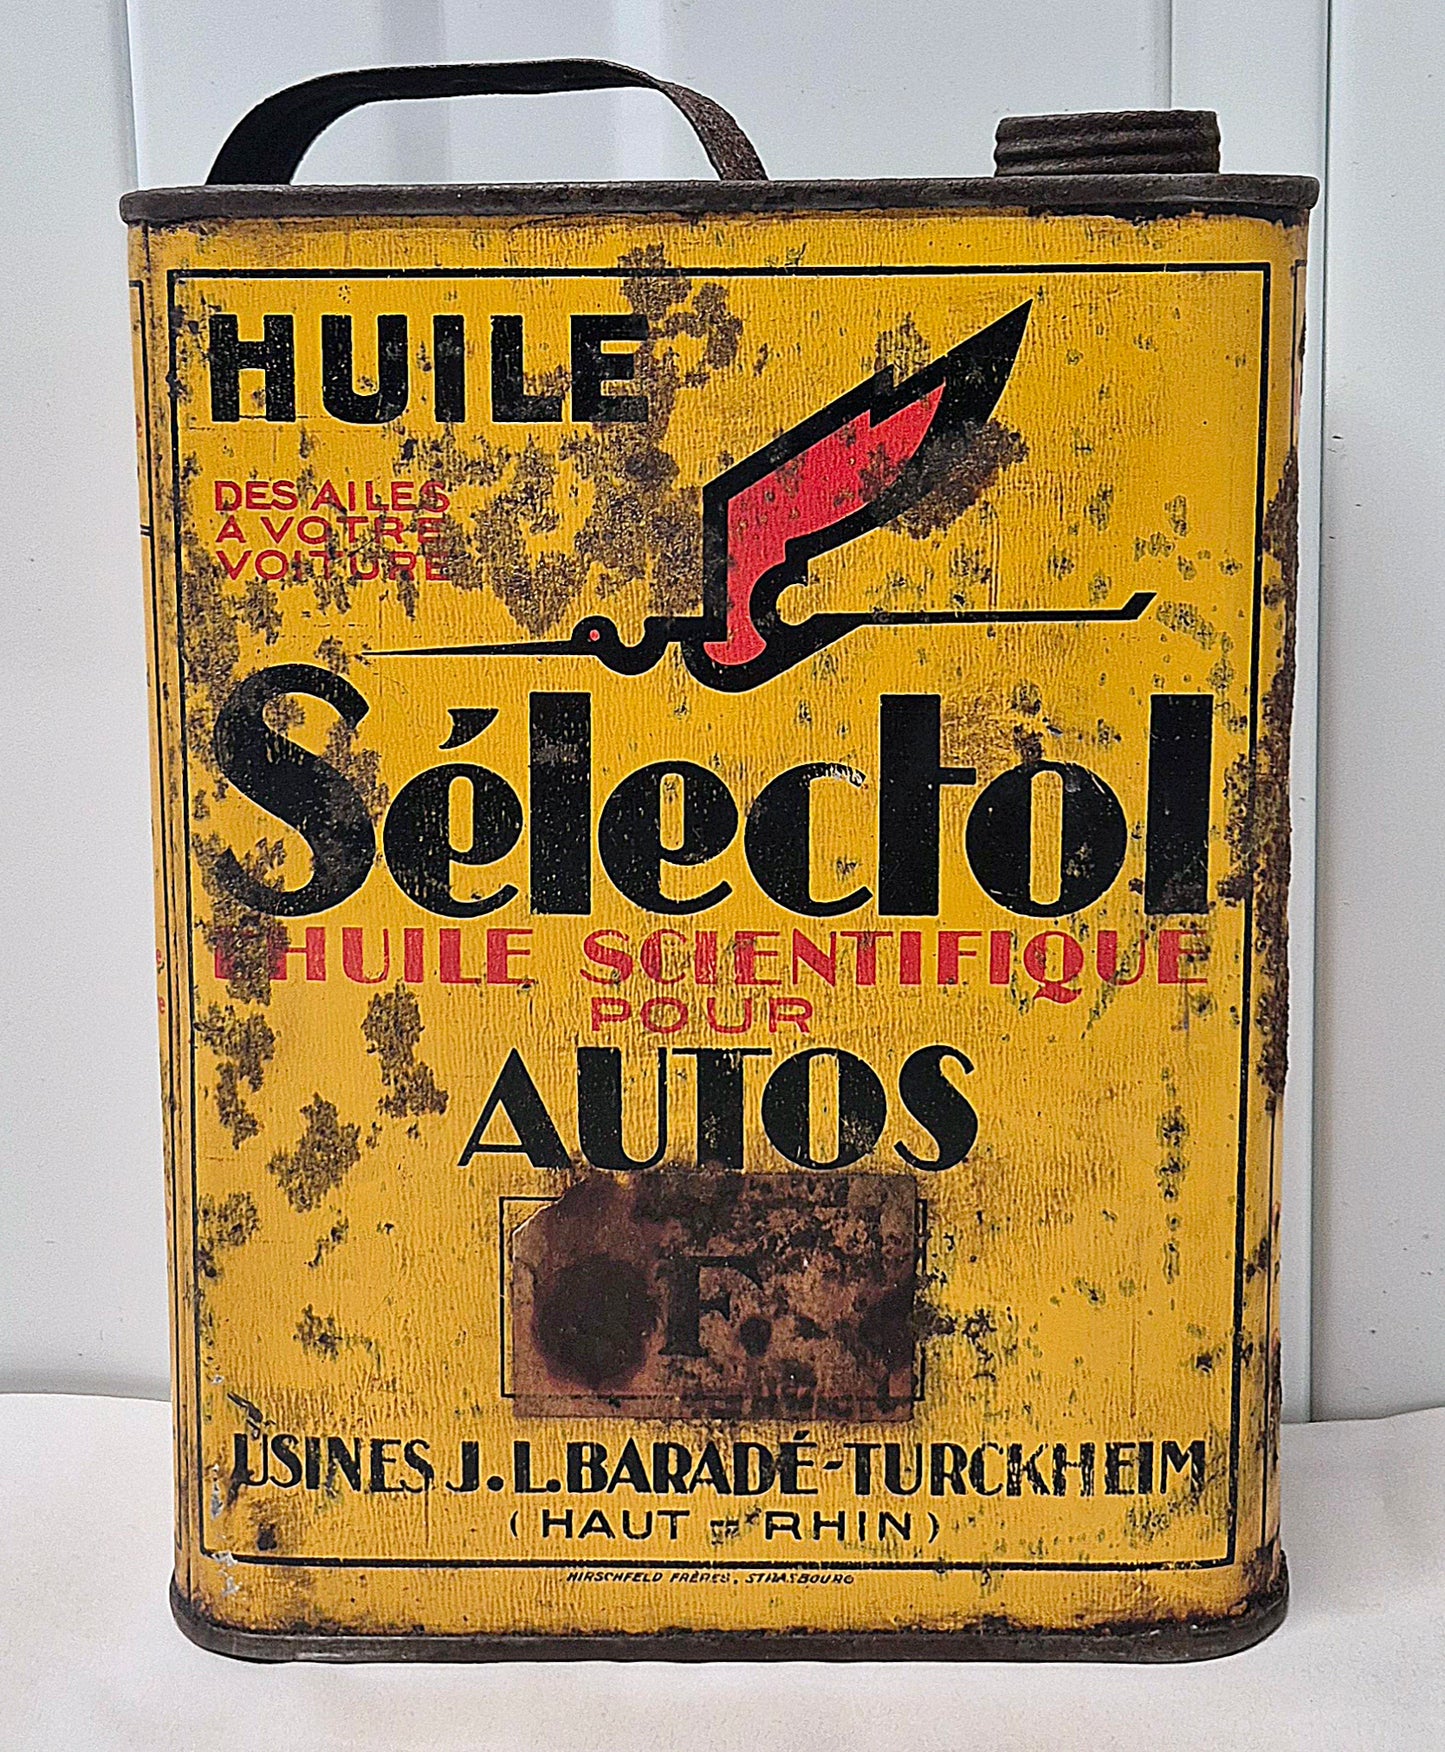 HUILE
DES AILES
A VOTRE
VOITURE
Sélectol
L'HUILE SCIENTIFIQUE
POUR
AUTOS
F.
USINES J.L. BARADÉ-TURCKHEIM
(HAUT-RHIN)
HIRSCHFELD FRÈRES, STRASBOURG